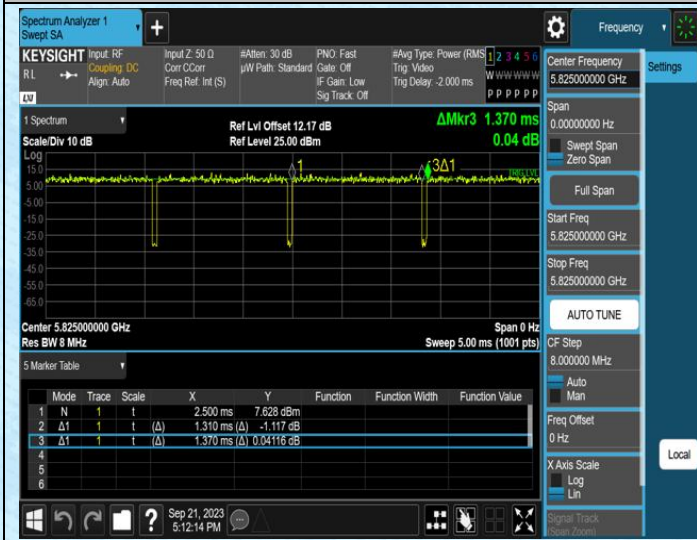 Spectrum Analyzer 1
Swept SA
Frequency
KEYSIGHT
RL
LXI
Input: RF
Coupling: DC
Align: Auto
Input Z: 50 Ω
Corr CCorr
Freq Ref: Int (S)
#Atten: 30 dB
µW Path: Standard
PNO: Fast
Gate: Off
IF Gain: Low
Sig Track: Off
#Avg Type: Power (RMS
Trig: Video
Trig Delay: -2.000 ms
1 2 3 4 5 6
W W W W W W
P P P P P P
1 Spectrum
Scale/Div 10 dB
Log
Ref Lvl Offset 12.17 dB
Ref Level 25.00 dBm
ΔMkr3 1.370 ms
0.04 dB
15.0
5.00
-5.00
-15.0
-25.0
-35.0
-45.0
-55.0
-65.0
1
3Δ1
TRIG LVL
Center 5.825000000 GHz
Res BW 8 MHz
Span 0 Hz
Sweep 5.00 ms (1001 pts)
5 Marker Table
Mode Trace Scale X Y Function Function Width Function Value
1 N 1 t 2.500 ms 7.628 dBm
2 Δ1 1 t (Δ) 1.310 ms (Δ) -1.117 dB
3 Δ1 1 t (Δ) 1.370 ms (Δ) 0.04116 dB
4
5
6
Sep 21, 2023
5:12:14 PM
Center Frequency
5.825000000 GHz
Span
0.00000000 Hz
Swept Span
Zero Span
Full Span
Start Freq
5.825000000 GHz
Stop Freq
5.825000000 GHz
AUTO TUNE
CF Step
8.000000 MHz
Auto
Man
Freq Offset
0 Hz
X Axis Scale
Log
Lin
Signal Track
(Span Zoom)
Settings
Local